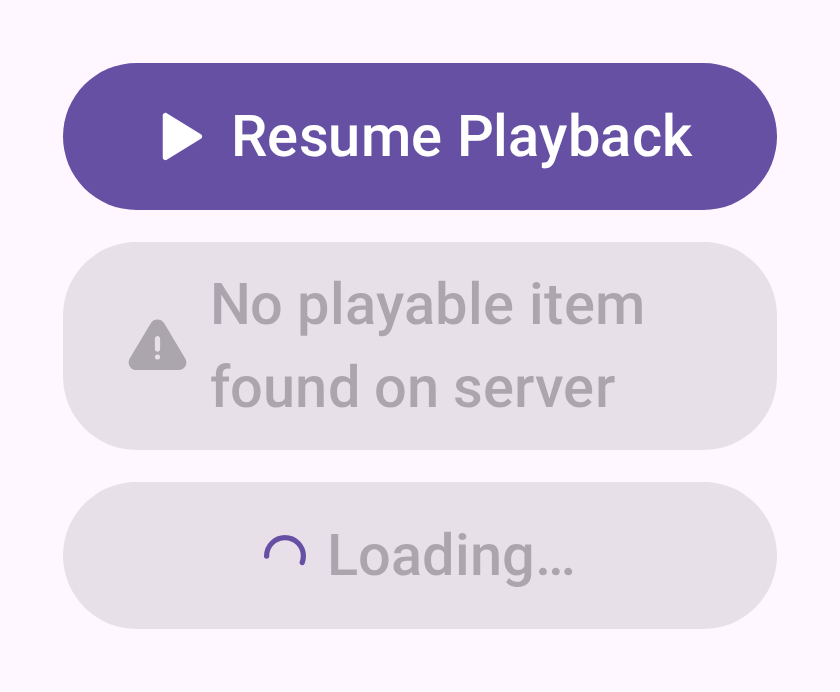 Resume Playback
No playable item
found on server
Loading…